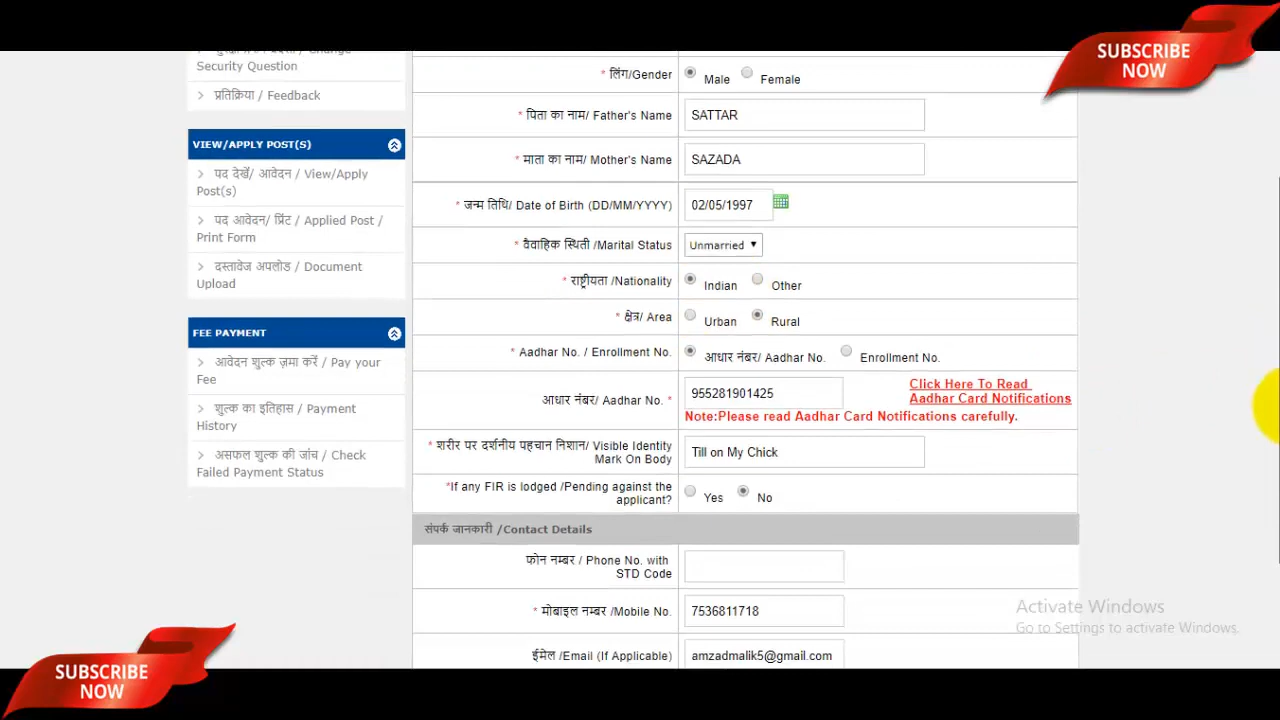 SUBSCRIBE
NOW
Change
Security Question
प्रतिक्रिया / Feedback
VIEW/APPLY POST(S)
पद देखें/ आवेदन / View/Apply
Post(s)
पद आवेदन/ प्रिंट / Applied Post /
Print Form
दस्तावेज अपलोड / Document
Upload
FEE PAYMENT
आवेदन शुल्क ज़मा करें / Pay your
Fee
शुल्क का इतिहास / Payment
History
असफल शुल्क की जांच / Check
Failed Payment Status
* लिंग/Gender
Male Female
* पिता का नाम/ Father's Name
SATTAR
* माता का नाम/ Mother's Name
SAZADA
* जन्म तिथि/ Date of Birth (DD/MM/YYYY)
02/05/1997
* वैवाहिक स्थिती /Marital Status
Unmarried
* राष्ट्रीयता /Nationality
Indian Other
* क्षेत्र/ Area
Urban Rural
* Aadhar No. / Enrollment No.
आधार नंबर/ Aadhar No. Enrollment No.
आधार नंबर/ Aadhar No. *
955281901425
Click Here To Read
Aadhar Card Notifications
Note:Please read Aadhar Card Notifications carefully.
* शरीर पर दर्शनीय पहचान निशान/ Visible Identity
Mark On Body
Till on My Chick
*If any FIR is lodged /Pending against the
applicant?
Yes No
संपर्क जानकारी /Contact Details
फोन नम्बर / Phone No. with
STD Code
* मोबाइल नम्बर /Mobile No.
7536811718
ईमेल /Email (If Applicable)
amzadmalik5@gmail.com
Activate Windows
Go to Settings to activate Windows.
SUBSCRIBE
NOW